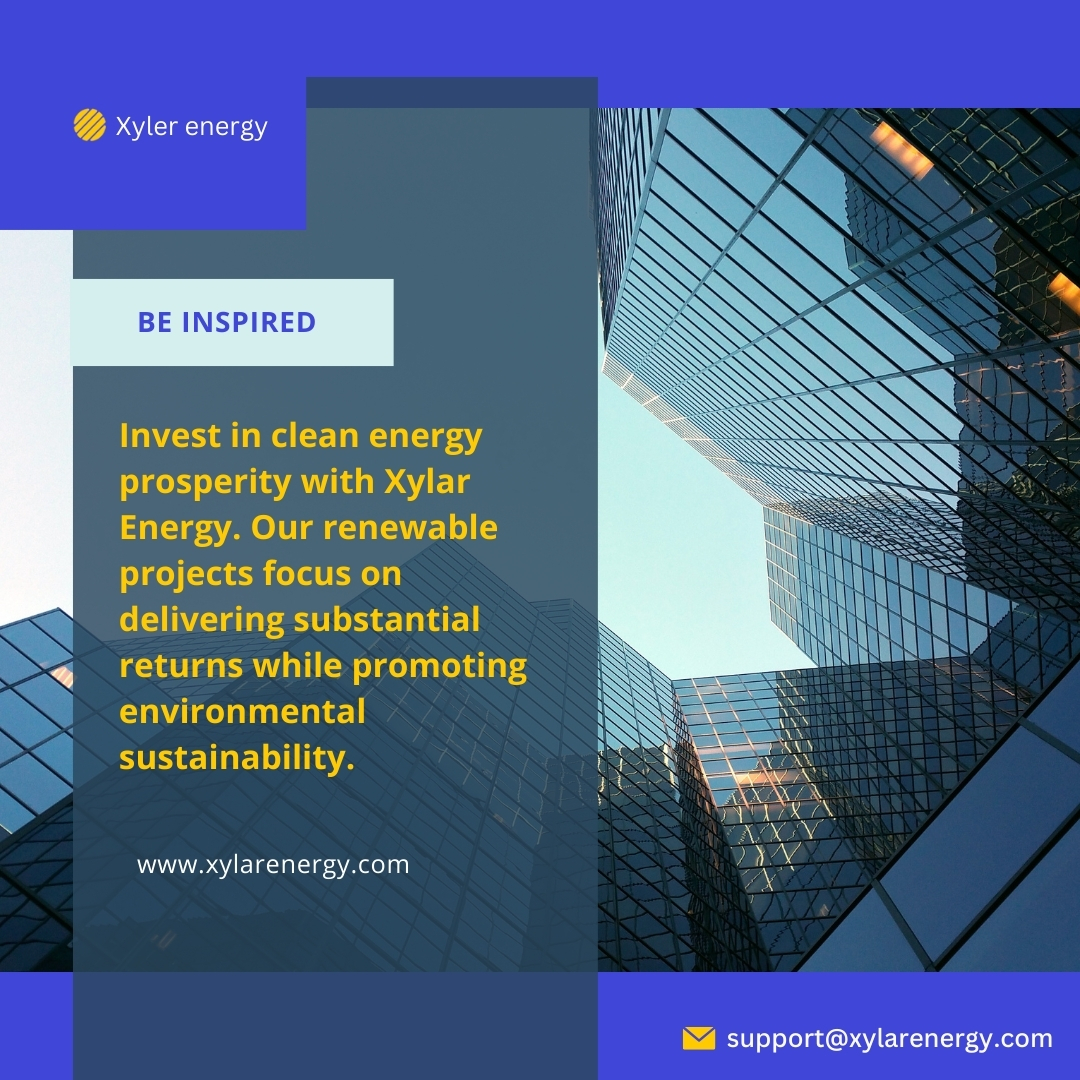 Xyler energy
BE INSPIRED
Invest in clean energy
prosperity with Xylar
Energy. Our renewable
projects focus on
delivering substantial
returns while promoting
environmental
sustainability.
www.xylarenergy.com
support@xylarenergy.com